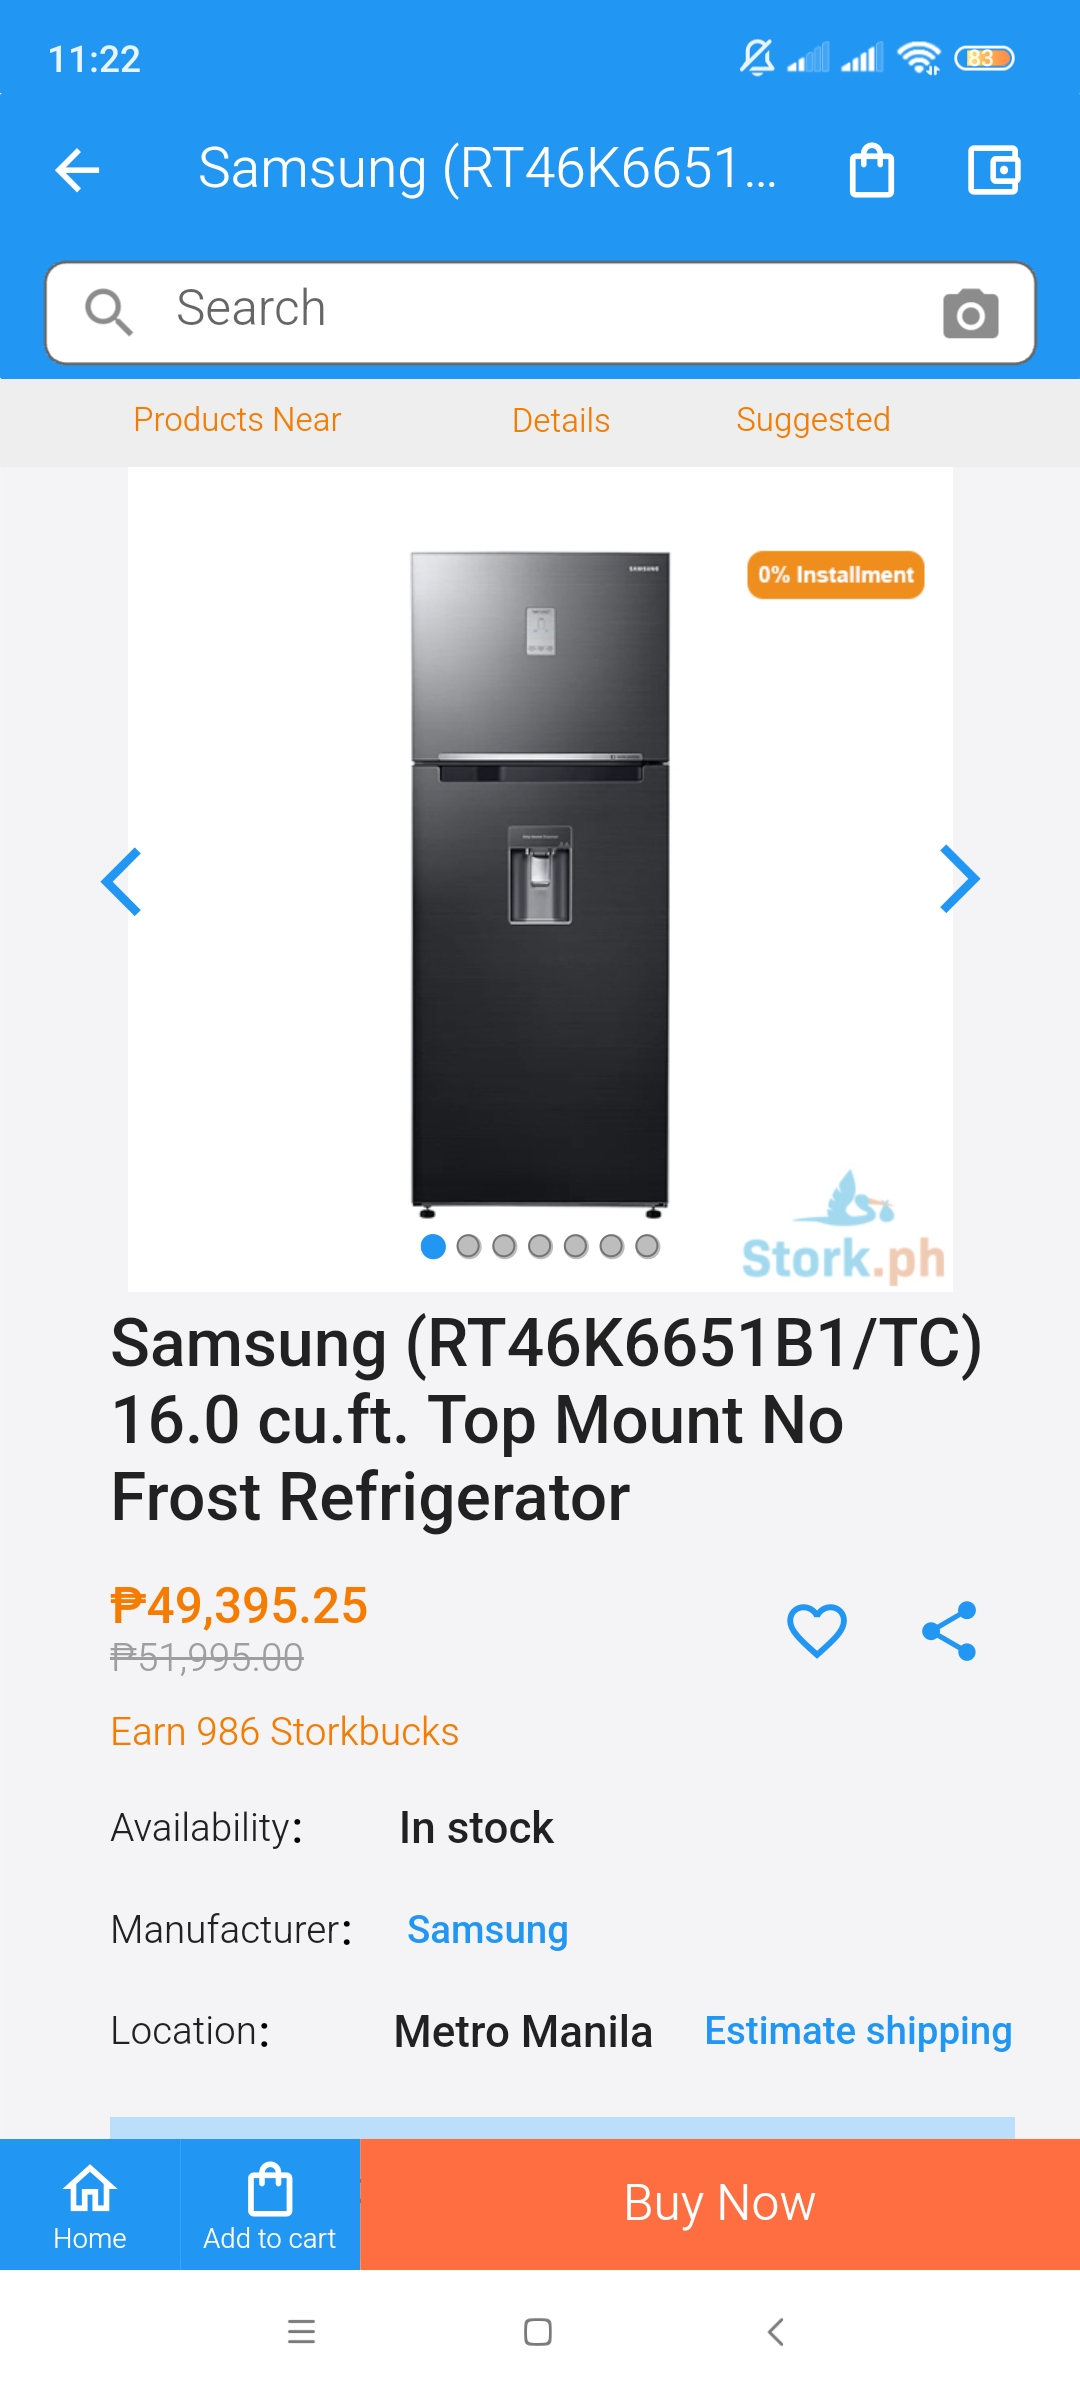 11:22
83
Samsung (RT46K6651...
Search
Products Near
Details
Suggested
SAMSUNG
0% Installment
Stork.ph
Samsung (RT46K6651B1/TC)
16.0 cu.ft. Top Mount No
Frost Refrigerator
₱49,395.25
₱51,995.00
Earn 986 Storkbucks
Availability: In stock
Manufacturer: Samsung
Location: Metro Manila Estimate shipping
Home
Add to cart
Buy Now